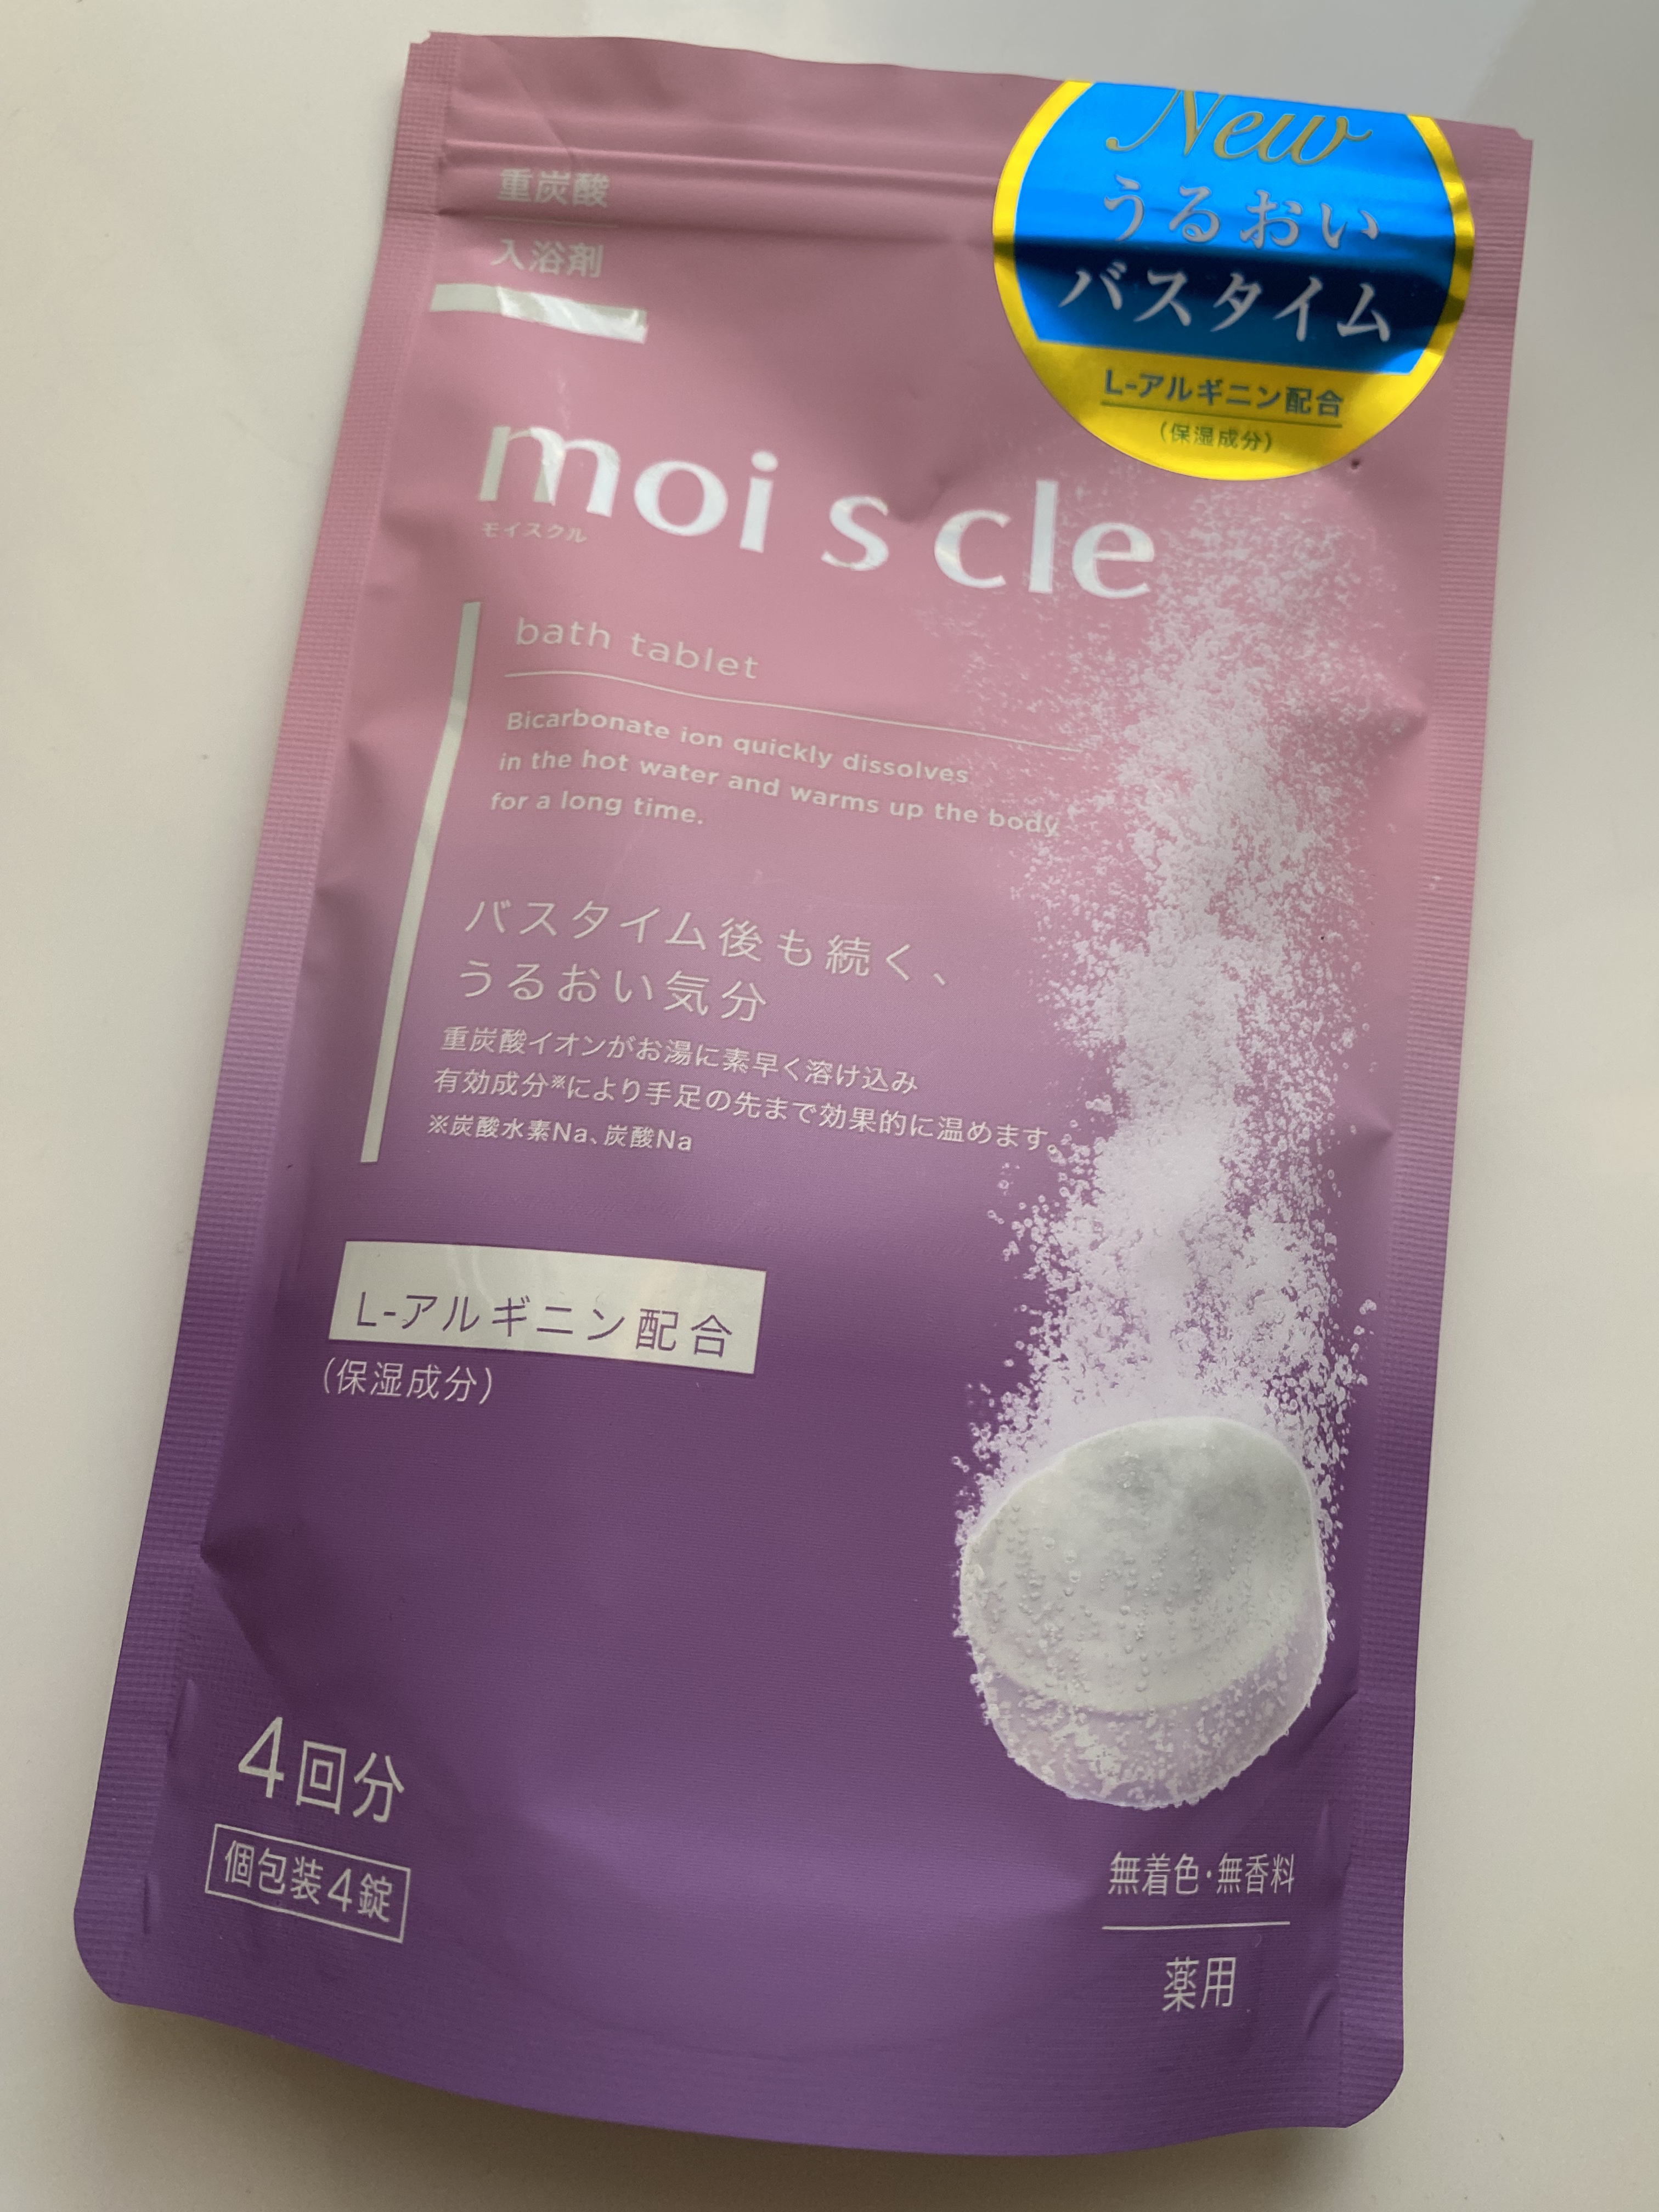 重炭酸
入浴剤
New
うるおい
バスタイム
L-アルギニン配合
(保湿成分)
moi s cle
モイスクル
bath tablet
Bicarbonate ion quickly dissolves
in the hot water and warms up the body
for a long time.
バスタイム後も続く、
うるおい気分
重炭酸イオンがお湯に素早く溶け込み
有効成分※により手足の先まで効果的に温めます。
※炭酸水素Na、炭酸Na
L-アルギニン配合
(保湿成分)
4回分
個包装4錠
無着色・無香料
薬用